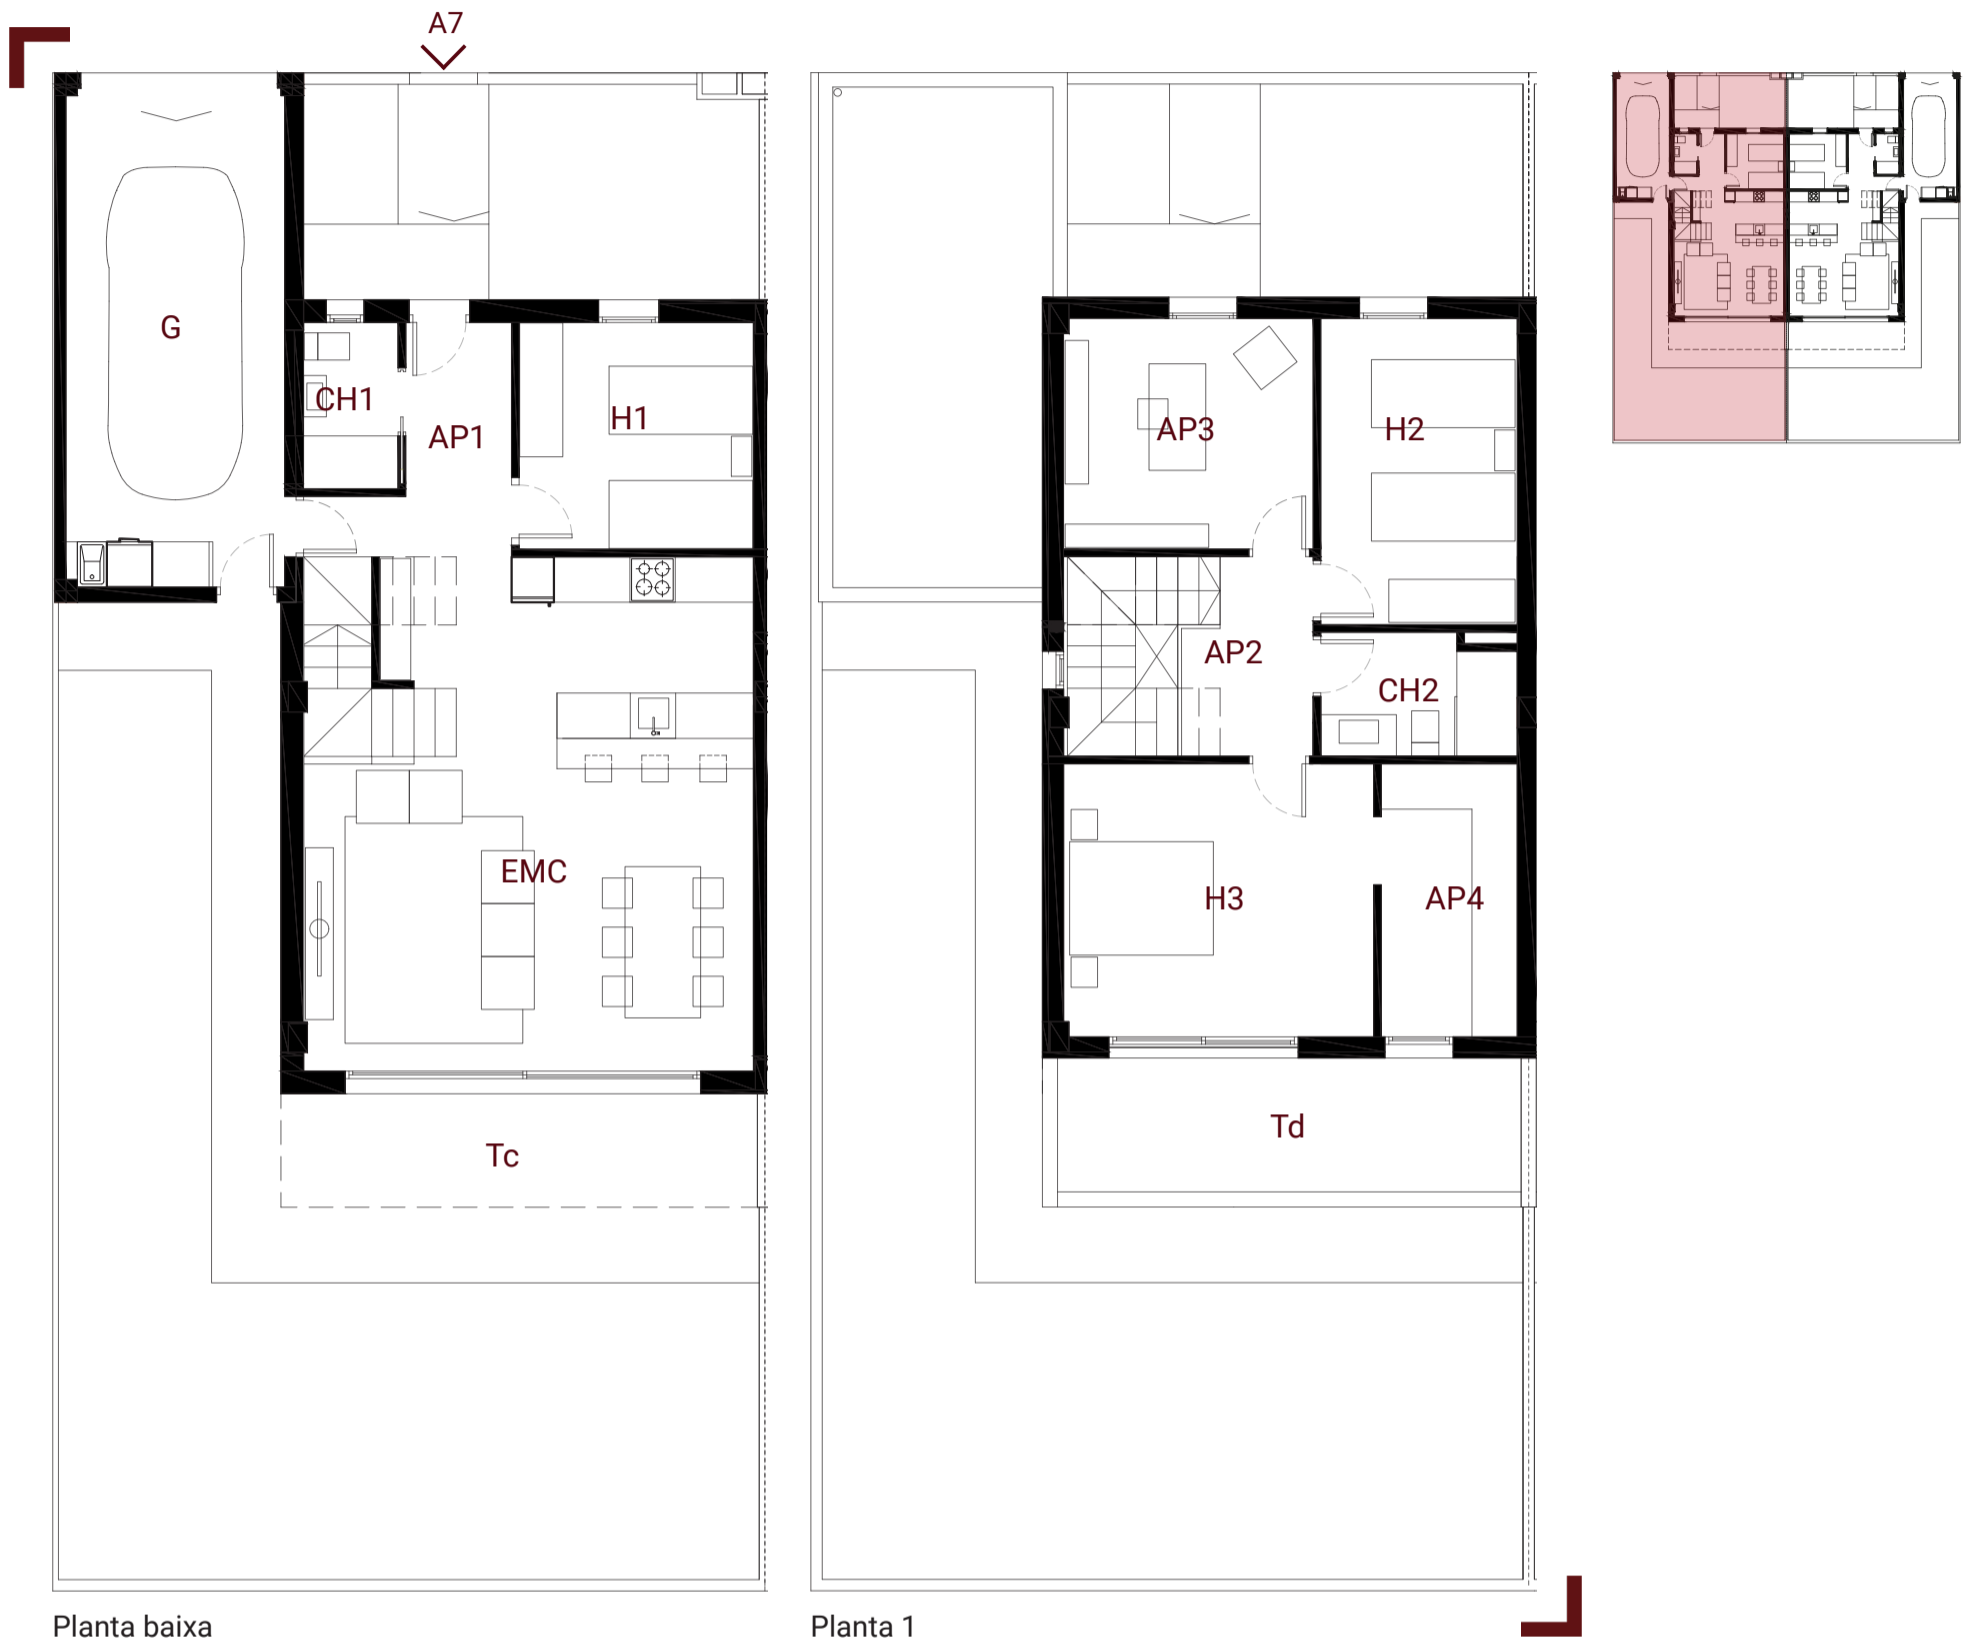 A7
G
CH1
AP1
H1
EMC
Tc
Planta baixa
AP3
H2
AP2
CH2
H3
AP4
Td
Planta 1